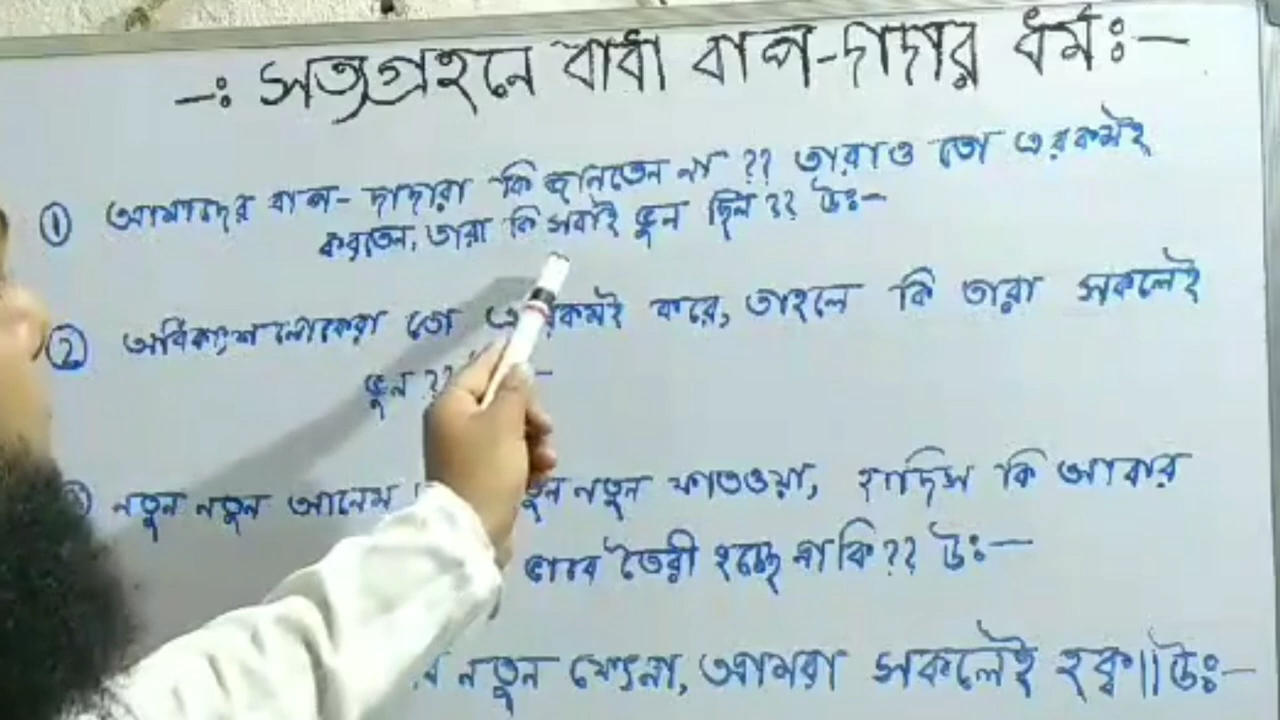 -ঃ সত্যগ্রহনে বাধা বাপ-দাদার ধর্ম ঃ-
① আমাদের বাপ-দাদারা কি জানতেন না ?? তারাও তো এরকমই
করতেন, তারা কি সবাই ভুল ছিল ?? উঃ-
② অধিকাংশ লোকেরা তো এরকমই করে, তাহলে কি তারা সকলেই
ভুল ??
নতুন নতুন আলেম নতুন ফাতওয়া, হাদিস কি আবার
ভাবে তৈরী হচ্ছে নাকি ?? উঃ-
নতুন আমরা সকলেই হক্ব ।। উঃ-